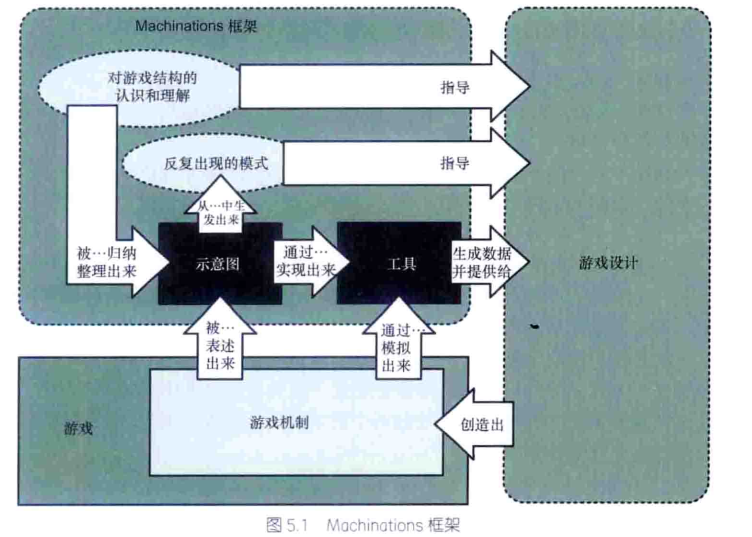 Machinations 框架
对游戏结构的
认识和理解
指导
反复出现的模式
指导
从…中生
发出来
被…归纳
整理出来
示意图
通过…
实现出来
工具
生成数据
并提供给
游戏设计
被…
表述
出来
通过…
模拟
出来
游戏
游戏机制
创造出
图 5.1 Machinations 框架